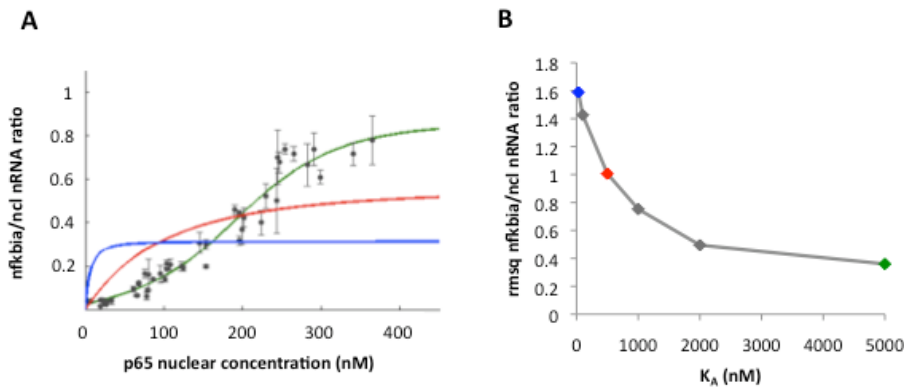 A
nfkbia/ncl nRNA ratio
1
0.8
0.6
0.4
0.2
0 100 200 300 400
p65 nuclear concentration (nM)
B
rmsq nfkbia/ncl nRNA ratio
1.8
1.6
1.4
1.2
1
0.8
0.6
0.4
0.2
0
0 1000 2000 3000 4000 5000
K_A (nM)